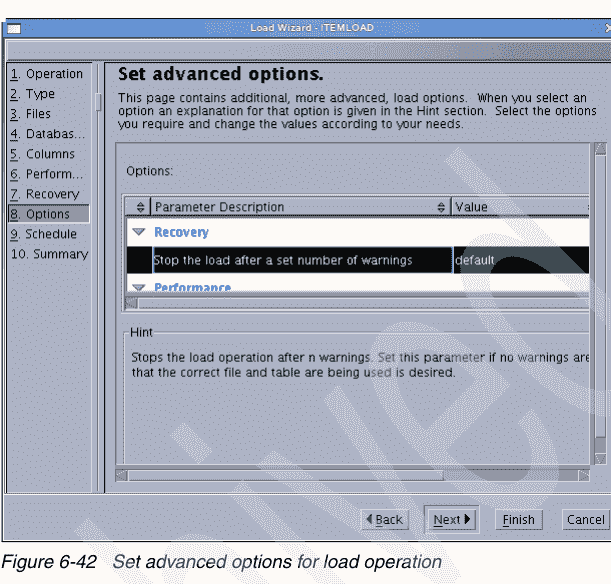 Load Wizard - ITEMLOAD
1. Operation
2. Type
3. Files
4. Databas...
5. Columns
6. Perform...
7. Recovery
8. Options
9. Schedule
10. Summary
Set advanced options.
This page contains additional, more advanced, load options. When you select an
option an explanation for that option is given in the Hint section. Select the options
you require and change the values according to your needs.
Options:
Parameter Description Value
Recovery
Stop the load after a set number of warnings default
Performance
Hint
Stops the load operation after n warnings. Set this parameter if no warnings are
that the correct file and table are being used is desired.
Back Next Finish Cancel
Figure 6-42 Set advanced options for load operation